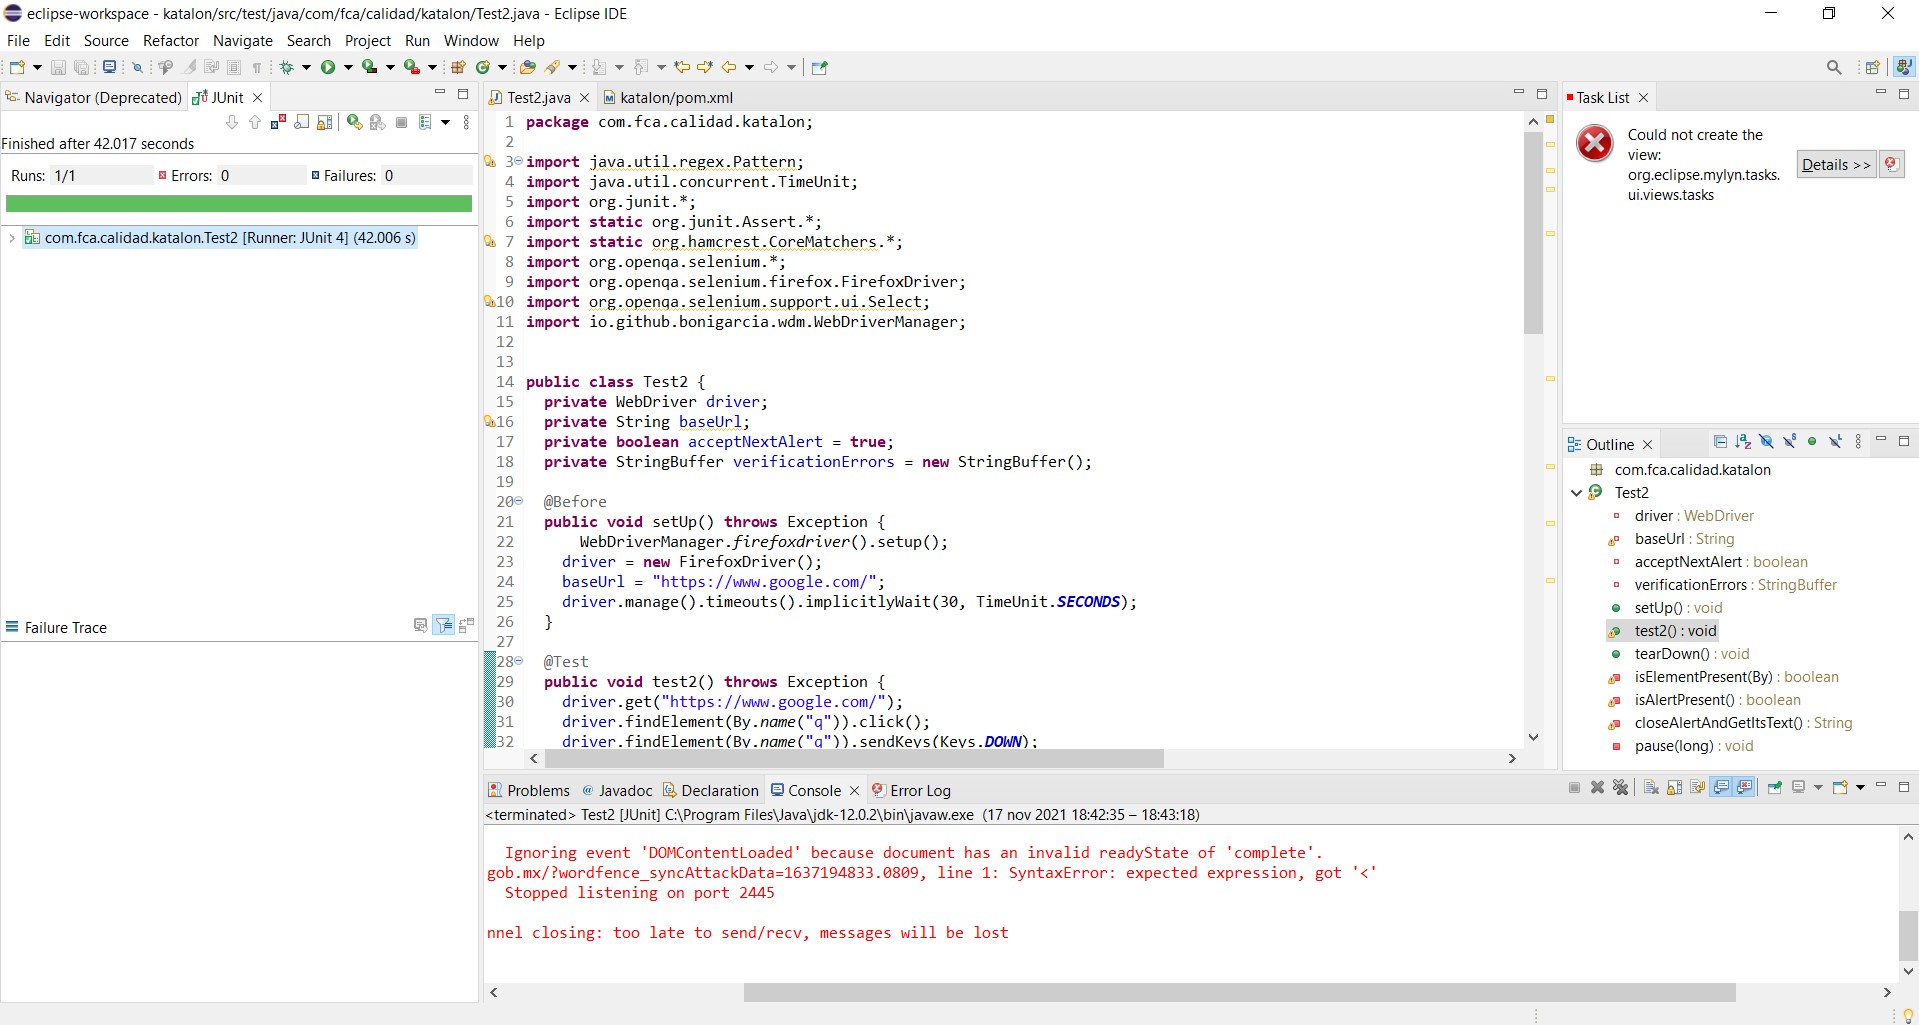 eclipse-workspace - katalon/src/test/java/com/fca/calidad/katalon/Test2.java - Eclipse IDE
File Edit Source Refactor Navigate Search Project Run Window Help
Navigator (Deprecated) JUnit
Finished after 42.017 seconds
Runs: 1/1 Errors: 0 Failures: 0
com.fca.calidad.katalon.Test2 [Runner: JUnit 4] (42.006 s)
Failure Trace
Test2.java katalon/pom.xml
1 package com.fca.calidad.katalon;
2
3 import java.util.regex.Pattern;
4 import java.util.concurrent.TimeUnit;
5 import org.junit.*;
6 import static org.junit.Assert.*;
7 import static org.hamcrest.CoreMatchers.*;
8 import org.openqa.selenium.*;
9 import org.openqa.selenium.firefox.FirefoxDriver;
10 import org.openqa.selenium.support.ui.Select;
11 import io.github.bonigarcia.wdm.WebDriverManager;
12
13
14 public class Test2 {
15 private WebDriver driver;
16 private String baseUrl;
17 private boolean acceptNextAlert = true;
18 private StringBuffer verificationErrors = new StringBuffer();
19
20 @Before
21 public void setUp() throws Exception {
22 WebDriverManager.firefoxdriver().setup();
23 driver = new FirefoxDriver();
24 baseUrl = "https://www.google.com/";
25 driver.manage().timeouts().implicitlyWait(30, TimeUnit.SECONDS);
26 }
27
28 @Test
29 public void test2() throws Exception {
30 driver.get("https://www.google.com/");
31 driver.findElement(By.name("q")).click();
32 driver.findElement(By.name("q")).sendKeys(Keys.DOWN);
Task List
Could not create the
view:
org.eclipse.mylyn.tasks.
ui.views.tasks
Details >>
Outline
com.fca.calidad.katalon
Test2
driver : WebDriver
baseUrl : String
acceptNextAlert : boolean
verificationErrors : StringBuffer
setUp() : void
test2() : void
tearDown() : void
isElementPresent(By) : boolean
isAlertPresent() : boolean
closeAlertAndGetItsText() : String
pause(long) : void
Problems @ Javadoc Declaration Console Error Log
<terminated> Test2 [JUnit] C:\Program Files\Java\jdk-12.0.2\bin\javaw.exe (17 nov 2021 18:42:35 – 18:43:18)
Ignoring event 'DOMContentLoaded' because document has an invalid readyState of 'complete'.
gob.mx/?wordfence_syncAttackData=1637194833.0809, line 1: SyntaxError: expected expression, got '<'
Stopped listening on port 2445
nnel closing: too late to send/recv, messages will be lost